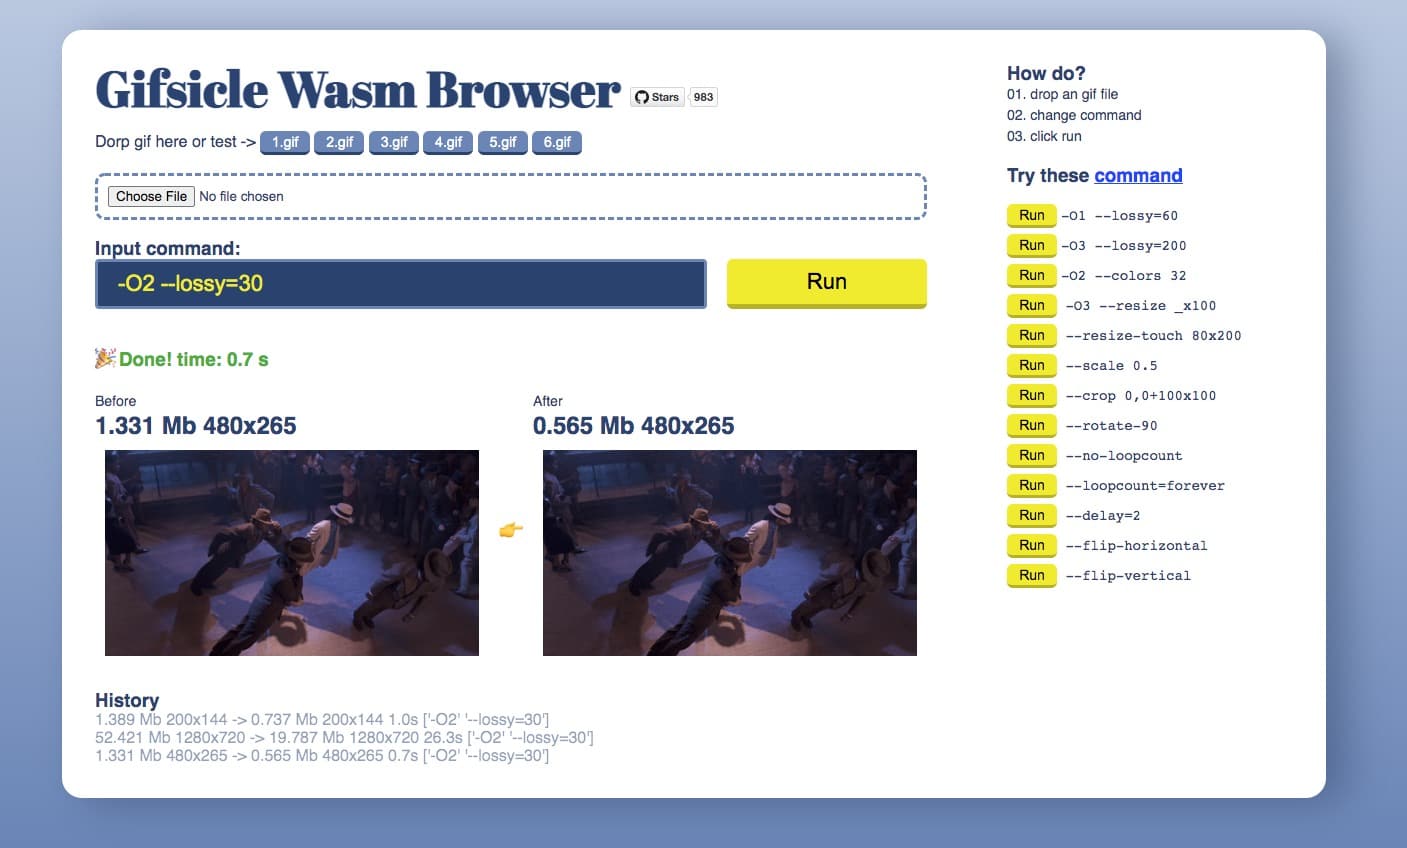 Gifsicle Wasm Browser Stars 983
Dorp gif here or test -> 1.gif 2.gif 3.gif 4.gif 5.gif 6.gif
Choose File No file chosen
Input command:
-O2 --lossy=30 Run
🎉Done! time: 0.7 s
Before
1.331 Mb 480x265
After
0.565 Mb 480x265
👉
History
1.389 Mb 200x144 -> 0.737 Mb 200x144 1.0s ['-O2' '--lossy=30']
52.421 Mb 1280x720 -> 19.787 Mb 1280x720 26.3s ['-O2' '--lossy=30']
1.331 Mb 480x265 -> 0.565 Mb 480x265 0.7s ['-O2' '--lossy=30']
How do?
01. drop an gif file
02. change command
03. click run
Try these command
Run -O1 --lossy=60
Run -O3 --lossy=200
Run -O2 --colors 32
Run -O3 --resize _x100
Run --resize-touch 80x200
Run --scale 0.5
Run --crop 0,0+100x100
Run --rotate-90
Run --no-loopcount
Run --loopcount=forever
Run --delay=2
Run --flip-horizontal
Run --flip-vertical